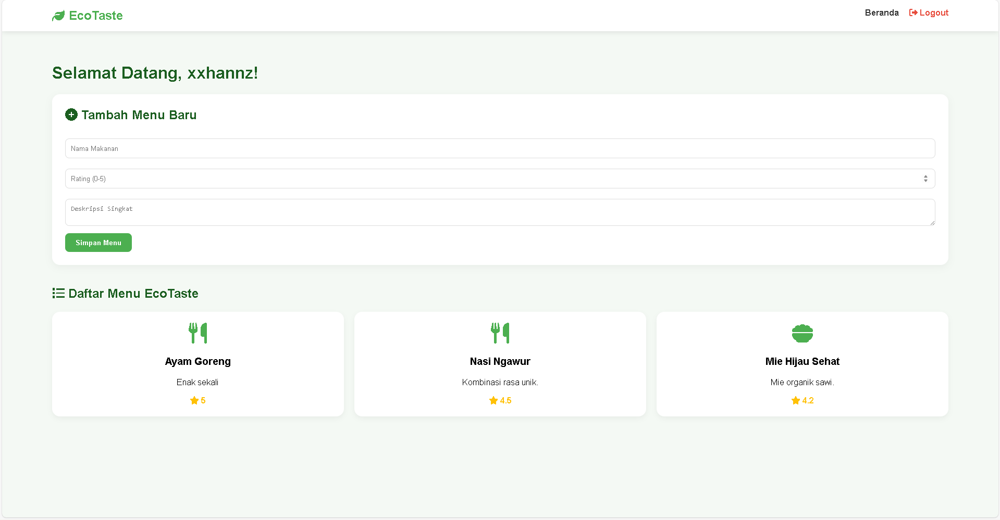 EcoTaste
Beranda Logout
Selamat Datang, xxhannz!
Tambah Menu Baru
Nama Makanan
Rating (0-5)
Deskripsi Singkat
Simpan Menu
Daftar Menu EcoTaste
Ayam Goreng
Enak sekali
5
Nasi Ngawur
Kombinasi rasa unik.
4.5
Mie Hijau Sehat
Mie organik sawi.
4.2